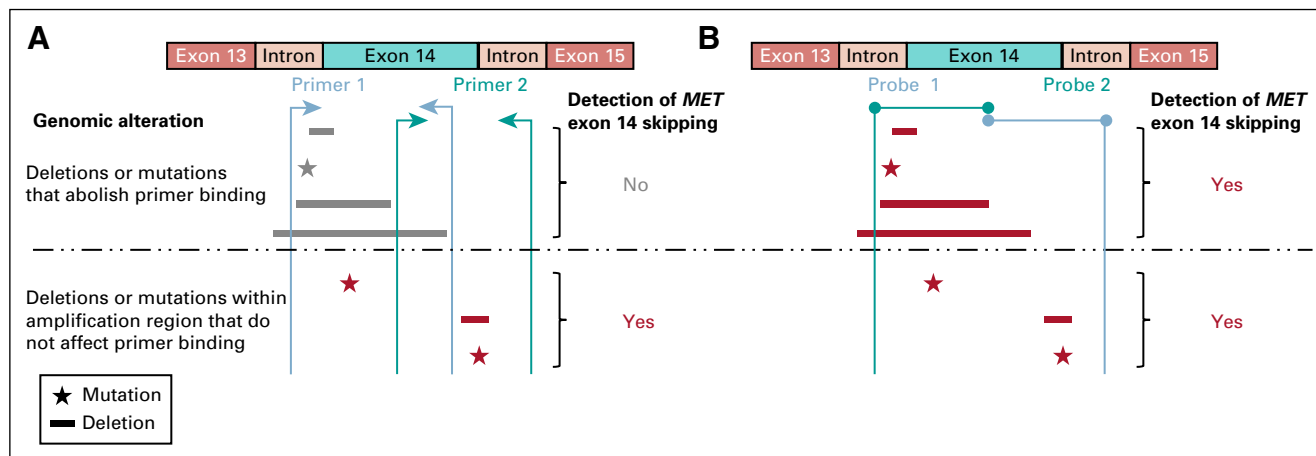 A
Exon 13 Intron Exon 14 Intron Exon 15
Primer 1 Primer 2
Genomic alteration
Detection of MET
exon 14 skipping
Deletions or mutations
that abolish primer binding
No
Deletions or mutations within
amplification region that do
not affect primer binding
Yes
Mutation
Deletion
B
Exon 13 Intron Exon 14 Intron Exon 15
Probe 1 Probe 2
Detection of MET
exon 14 skipping
Yes
Yes